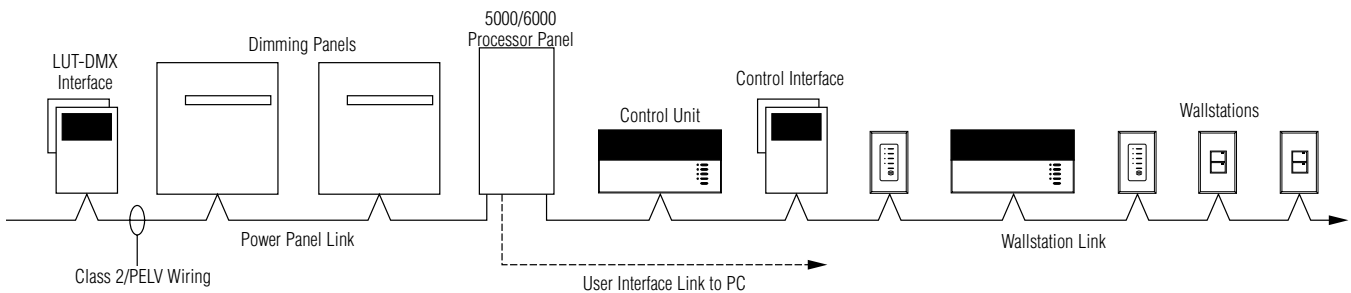 5000/6000
Processor Panel
Dimming Panels
LUT-DMX
Interface
Control Interface
Control Unit
Wallstations
Power Panel Link
Wallstation Link
Class 2/PELV Wiring
User Interface Link to PC